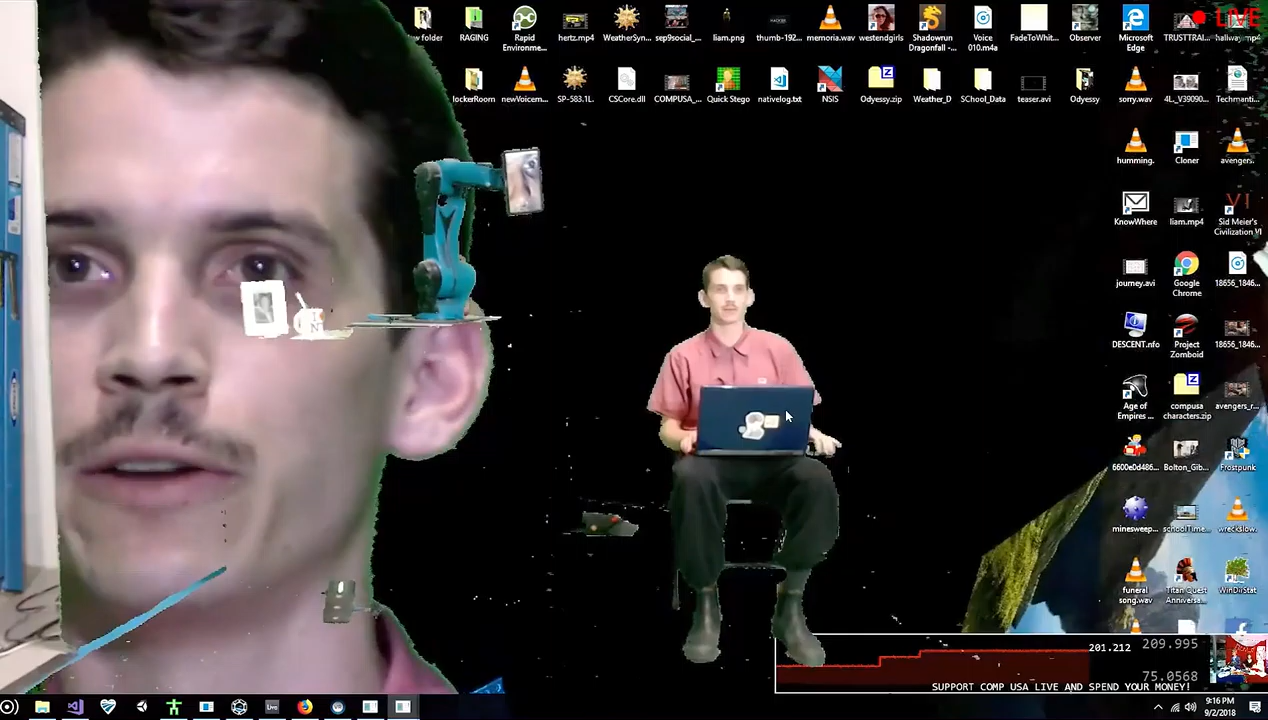 LIVE
RAGING
Rapid
Environme...
hertz.mp4
WeatherSyn...
sep9social_...
liam.png
thumb-192...
memoria.wav
westendgirls
Shadowrun
Dragonfall -...
Voice
010.m4a
FadeToWhit...
Observer
Microsoft
Edge
TRUSTTRAI...
hallway.mp4
lockerRoom
newVoicem...
SP-583.1L.
CSCore.dll
COMPUSA_...
Quick Stego
nativelog.txt
NSIS
Odyessy.zip
Weather_D
SChool_Data
teaser.avi
Odyessy
sorry.wav
4L_V39090...
Techmanti...
humming.
Cloner
avengers.
KnowWhere
liam.mp4
Sid Meier's
Civilization VI
journey.avi
Google
Chrome
18656_1846...
DESCENT.nfo
Project
Zomboid
18656_1846...
Age of
Empires ...
compusa
characters.zip
avengers_r...
6600e0d486...
Bolton_Gib...
Frostpunk
minesweep...
schoolTime...
wreckslow.
funeral
song.wav
Titan Quest
Anniversa...
WinDirStat
201.212
209.995
75.0568
SUPPORT COMP USA LIVE AND SPEND YOUR MONEY!
Live
9:16 PM
9/2/2018